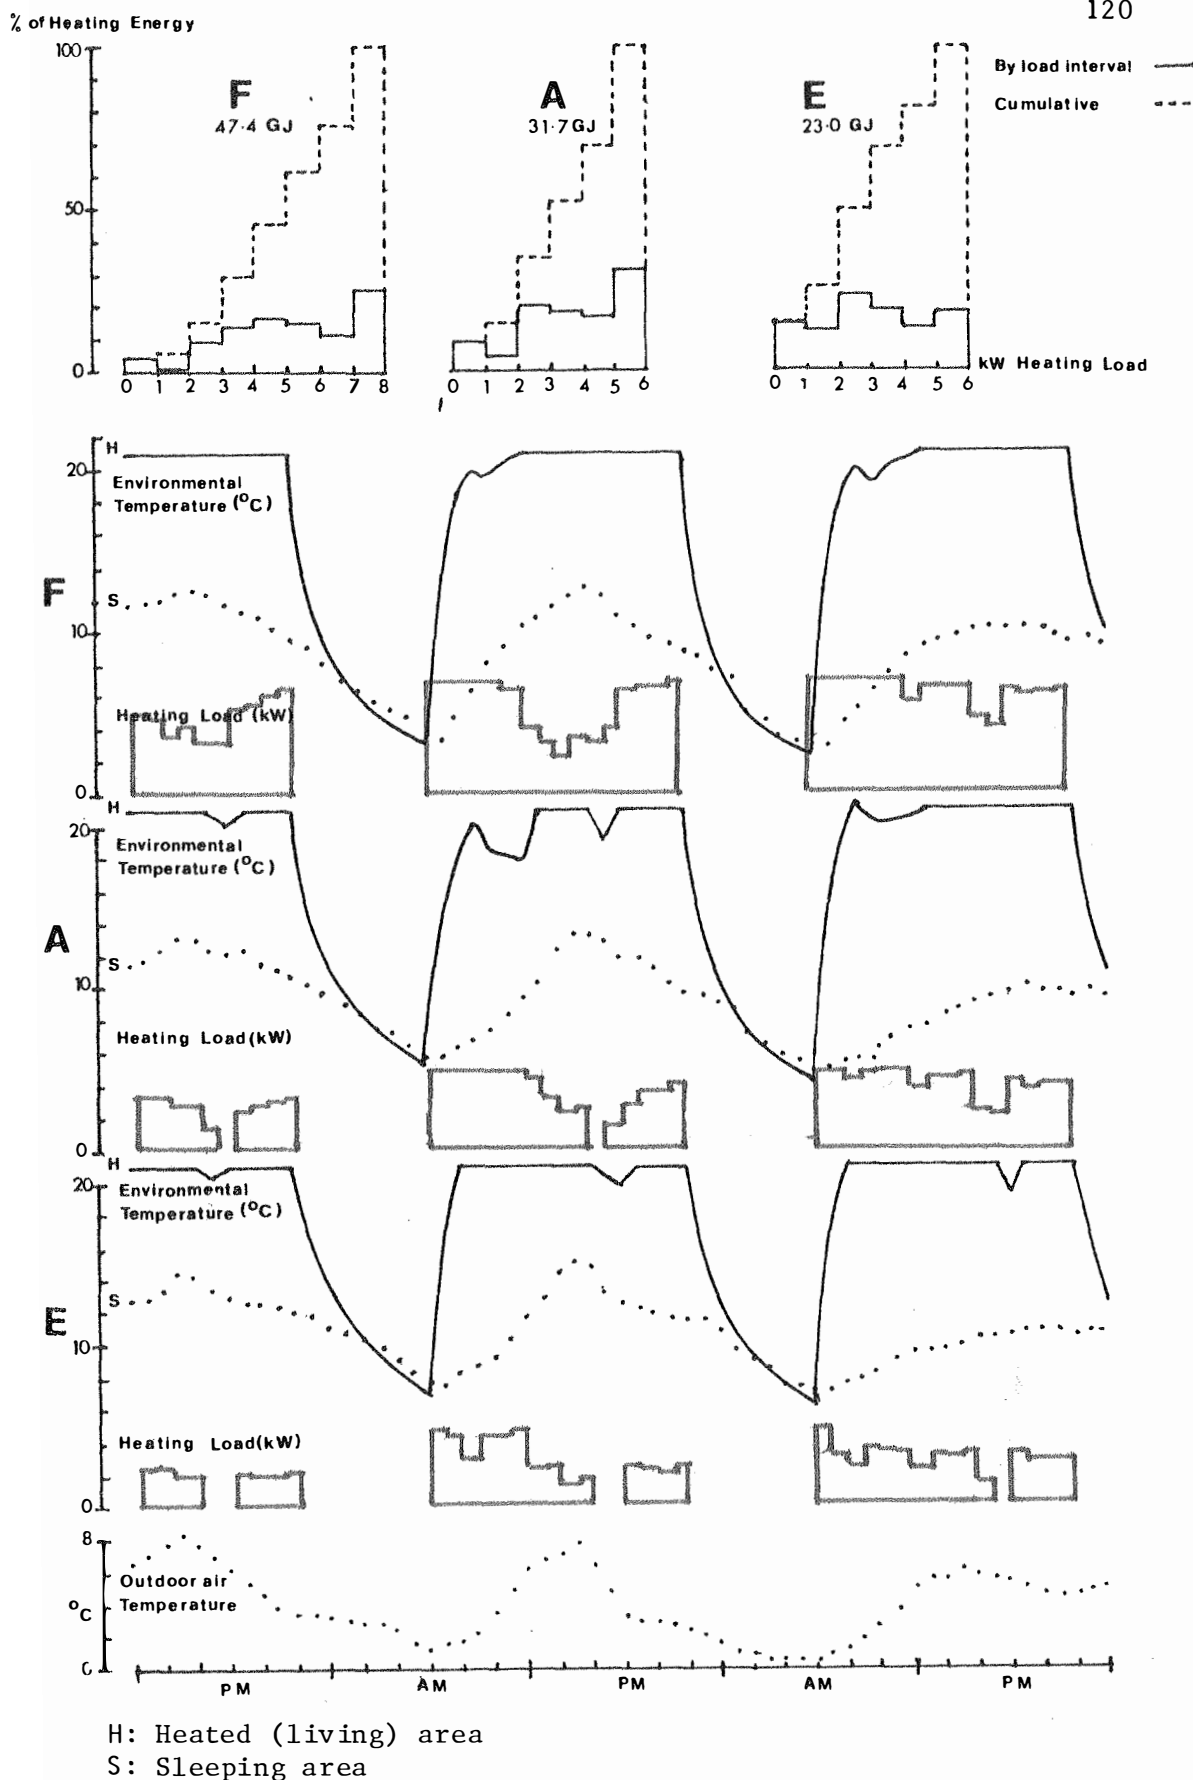 120
% of Heating Energy
By load interval
Cumulative
F
47.4 GJ
A
31.7 GJ
E
23.0 GJ
100
50
0
0 1 2 3 4 5 6 7 8
0 1 2 3 4 5 6
0 1 2 3 4 5 6
kW Heating Load
F
H
20
Environmental
Temperature (°C)
S
10
Heating Load (kW)
0
A
H
20
Environmental
Temperature (°C)
S
10
Heating Load (kW)
0
E
H
20
Environmental
Temperature (°C)
S
10
Heating Load (kW)
0
8
Outdoor air
Temperature
°C
0
PM AM PM AM PM
H: Heated (living) area
S: Sleeping area